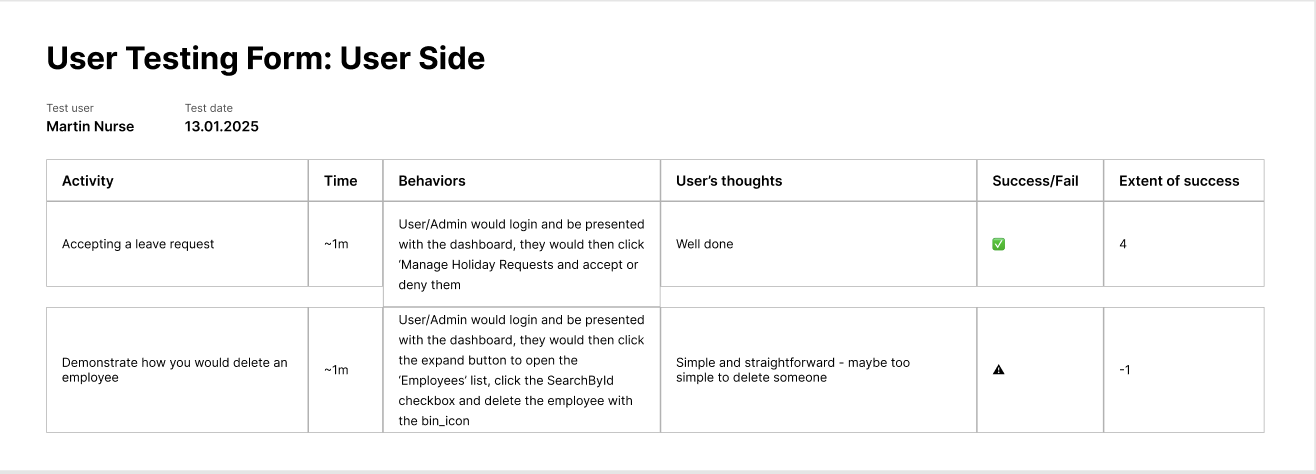 User Testing Form: User Side
Test user
Test date
Martin Nurse
13.01.2025
Activity
Time
Behaviors
User’s thoughts
Success/Fail
Extent of success
Accepting a leave request
~1m
User/Admin would login and be presented
with the dashboard, they would then click
‘Manage Holiday Requests and accept or
deny them
Well done
✅
4
Demonstrate how you would delete an
employee
~1m
User/Admin would login and be presented
with the dashboard, they would then click
the expand button to open the
‘Employees’ list, click the SearchById
checkbox and delete the employee with
the bin_icon
Simple and straightforward - maybe too
simple to delete someone
⚠
-1